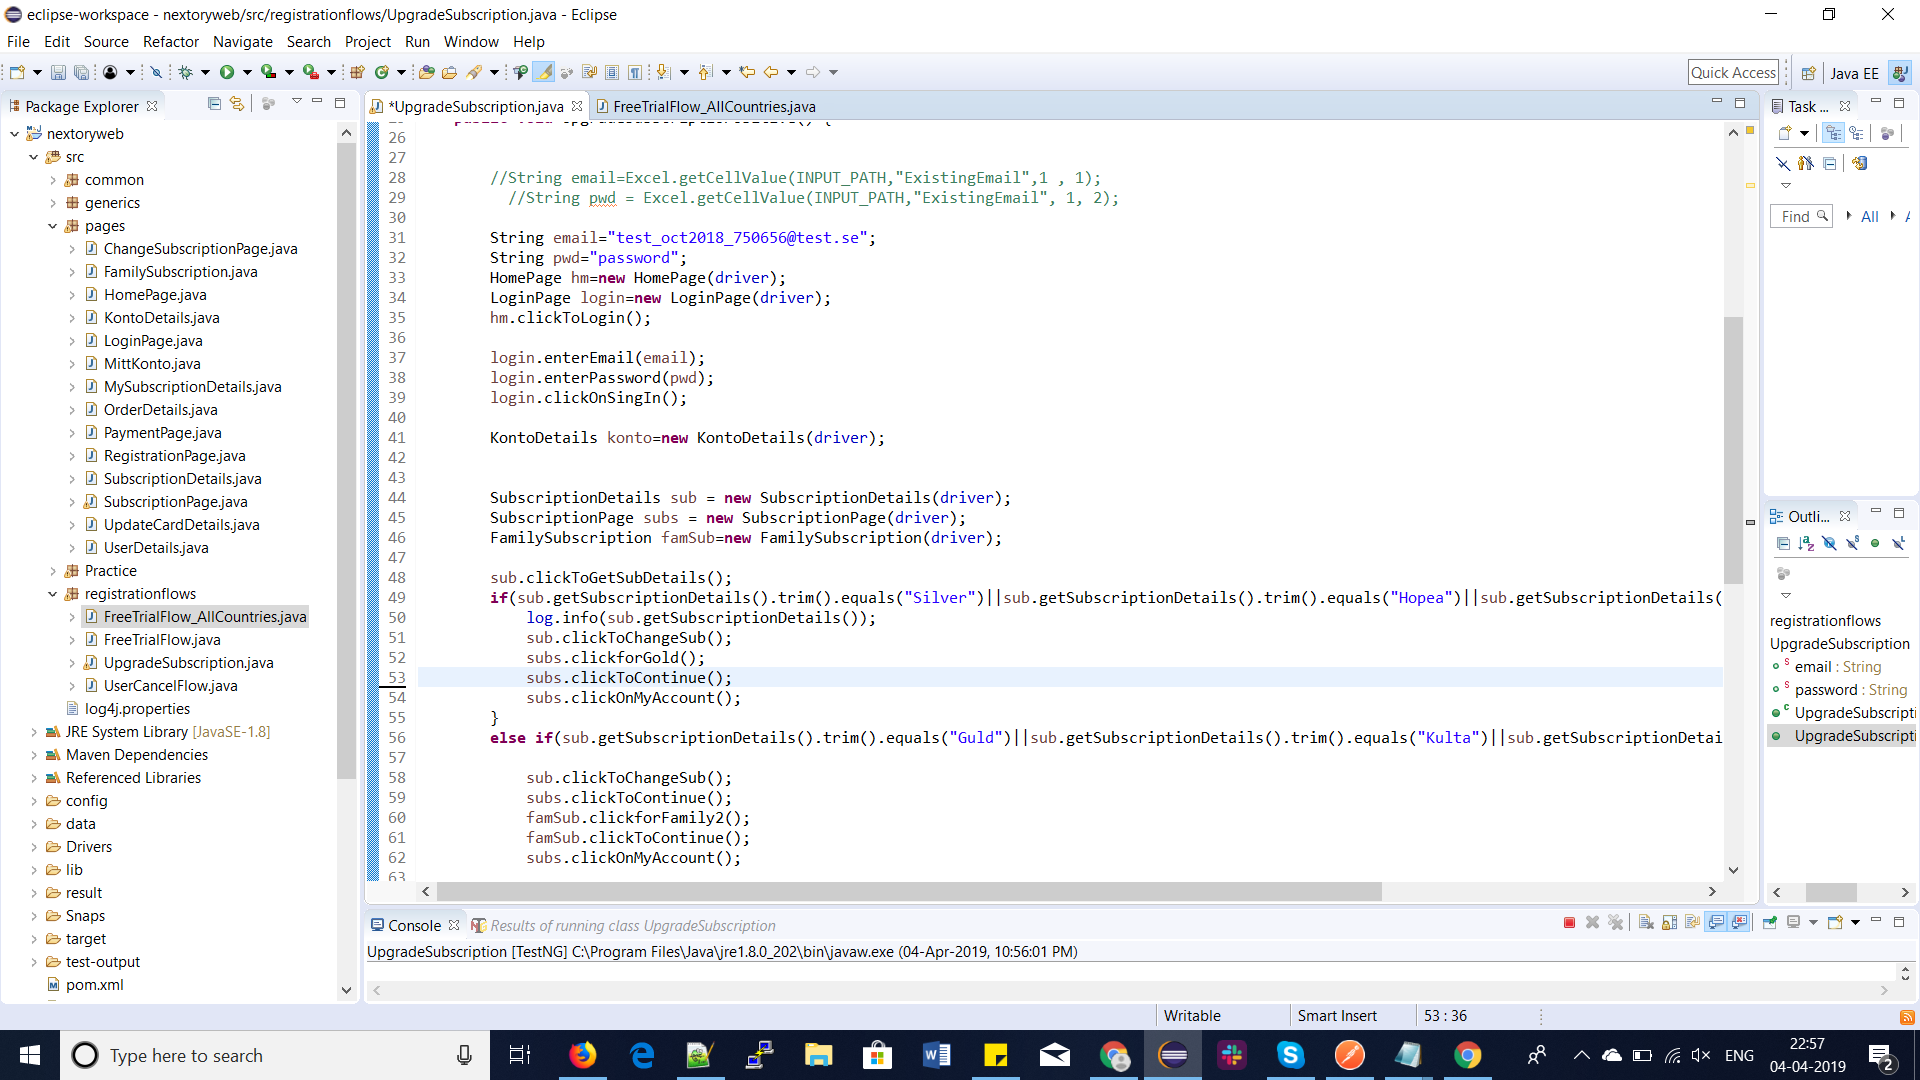 eclipse-workspace - nextoryweb/src/registrationflows/UpgradeSubscription.java - Eclipse
File Edit Source Refactor Navigate Search Project Run Window Help
Quick Access
Java EE
Package Explorer
nextoryweb
src
common
generics
pages
ChangeSubscriptionPage.java
FamilySubscription.java
HomePage.java
KontoDetails.java
LoginPage.java
MittKonto.java
MySubscriptionDetails.java
OrderDetails.java
PaymentPage.java
RegistrationPage.java
SubscriptionDetails.java
SubscriptionPage.java
UpdateCardDetails.java
UserDetails.java
Practice
registrationflows
FreeTrialFlow_AllCountries.java
FreeTrialFlow.java
UpgradeSubscription.java
UserCancelFlow.java
log4j.properties
JRE System Library [JavaSE-1.8]
Maven Dependencies
Referenced Libraries
config
data
Drivers
lib
result
Snaps
target
test-output
pom.xml
*UpgradeSubscription.java
FreeTrialFlow_AllCountries.java
26
27
28 //String email=Excel.getCellValue(INPUT_PATH,"ExistingEmail",1 , 1);
29 //String pwd = Excel.getCellValue(INPUT_PATH,"ExistingEmail", 1, 2);
30
31 String email="test_oct2018_750656@test.se";
32 String pwd="password";
33 HomePage hm=new HomePage(driver);
34 LoginPage login=new LoginPage(driver);
35 hm.clickToLogin();
36
37 login.enterEmail(email);
38 login.enterPassword(pwd);
39 login.clickOnSingIn();
40
41 KontoDetails konto=new KontoDetails(driver);
42
43
44 SubscriptionDetails sub = new SubscriptionDetails(driver);
45 SubscriptionPage subs = new SubscriptionPage(driver);
46 FamilySubscription famSub=new FamilySubscription(driver);
47
48 sub.clickToGetSubDetails();
49 if(sub.getSubscriptionDetails().trim().equals("Silver")||sub.getSubscriptionDetails().trim().equals("Hopea")||sub.getSubscriptionDetails(
50 log.info(sub.getSubscriptionDetails());
51 sub.clickToChangeSub();
52 subs.clickforGold();
53 subs.clickToContinue();
54 subs.clickOnMyAccount();
55 }
56 else if(sub.getSubscriptionDetails().trim().equals("Guld")||sub.getSubscriptionDetails().trim().equals("Kulta")||sub.getSubscriptionDetai
57
58 sub.clickToChangeSub();
59 subs.clickToContinue();
60 famSub.clickforFamily2();
61 famSub.clickToContinue();
62 subs.clickOnMyAccount();
63
Task ...
Find
All
Outli...
registrationflows
UpgradeSubscription
email : String
password : String
UpgradeSubscripti
UpgradeSubscripti
Console
Results of running class UpgradeSubscription
UpgradeSubscription [TestNG] C:\Program Files\Java\jre1.8.0_202\bin\javaw.exe (04-Apr-2019, 10:56:01 PM)
Writable
Smart Insert
53 : 36
Type here to search
ENG
22:57
04-04-2019
2